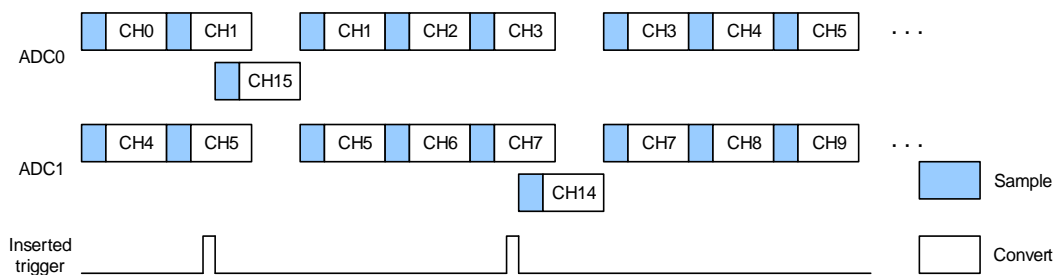 ADC0
CH0 CH1 CH1 CH2 CH3 CH3 CH4 CH5 . . .
CH15
ADC1
CH4 CH5 CH5 CH6 CH7 CH7 CH8 CH9 . . .
CH14
Sample
Inserted
trigger
Convert